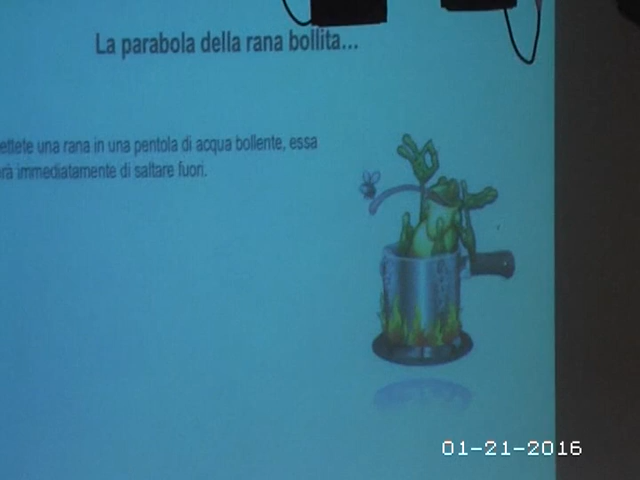 La parabola della rana bollita...
ettete una rana in una pentola di acqua bollente, essa
rà immediatamente di saltare fuori.
01-21-2016